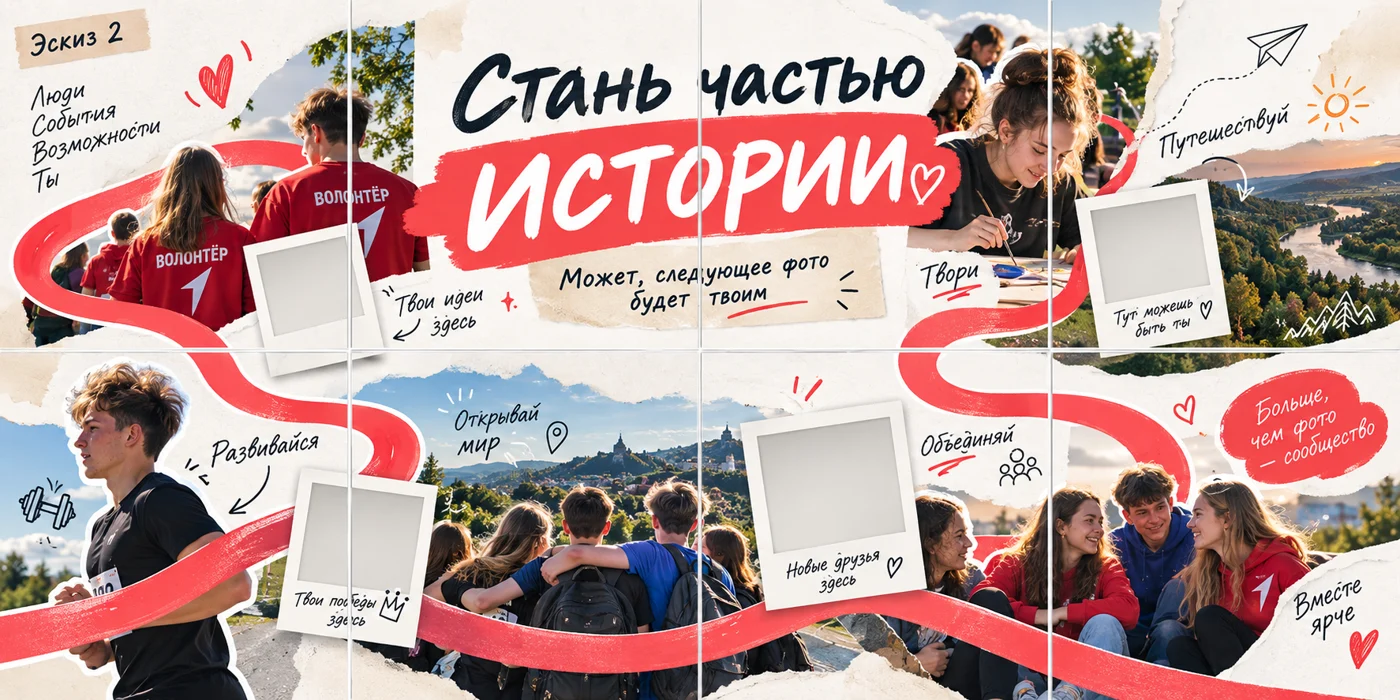 Эскиз 2
Люди
События
Возможности
Ты
ВОЛОНТЁР
ВОЛОНТЁР
Твои идеи
здесь
Стань частью
ИСТОРИИ
Может, следующее фото
будет твоим
Твори
Путешествуй
Тут можешь
быть ты
Развивайся
Твои победы
здесь
Открывай
мир
Новые друзья
здесь
Объединяй
Больше,
чем фото
— сообщество
Вместе
ярче